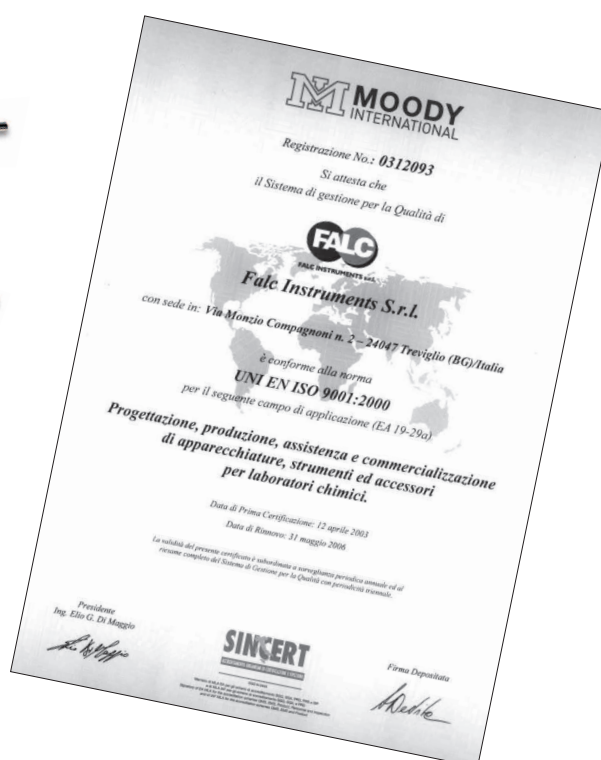 MOODY
INTERNATIONAL
Registrazione No.: 0312093
Si attesta che
il Sistema di gestione per la Qualità di
FALC
FALC INSTRUMENTS s.r.l.
Falc Instruments S.r.l.
con sede in: Via Monzio Compagnoni n. 2 – 24047 Treviglio (BG)/Italia
è conforme alla norma
UNI EN ISO 9001:2000
per il seguente campo di applicazione (EA 19-29a)
Progettazione, produzione, assistenza e commercializzazione
di apparecchiature, strumenti ed accessori
per laboratori chimici.
Data di Prima Certificazione: 12 aprile 2003
Data di Rinnovo: 31 maggio 2006
La validità del presente certificato è subordinata a sorveglianza periodica annuale ed al
riesame completo del Sistema di Gestione per la Qualità con periodicità triennale.
Presidente
Ing. Elio G. Di Maggio
SINCERT
Firma Depositata